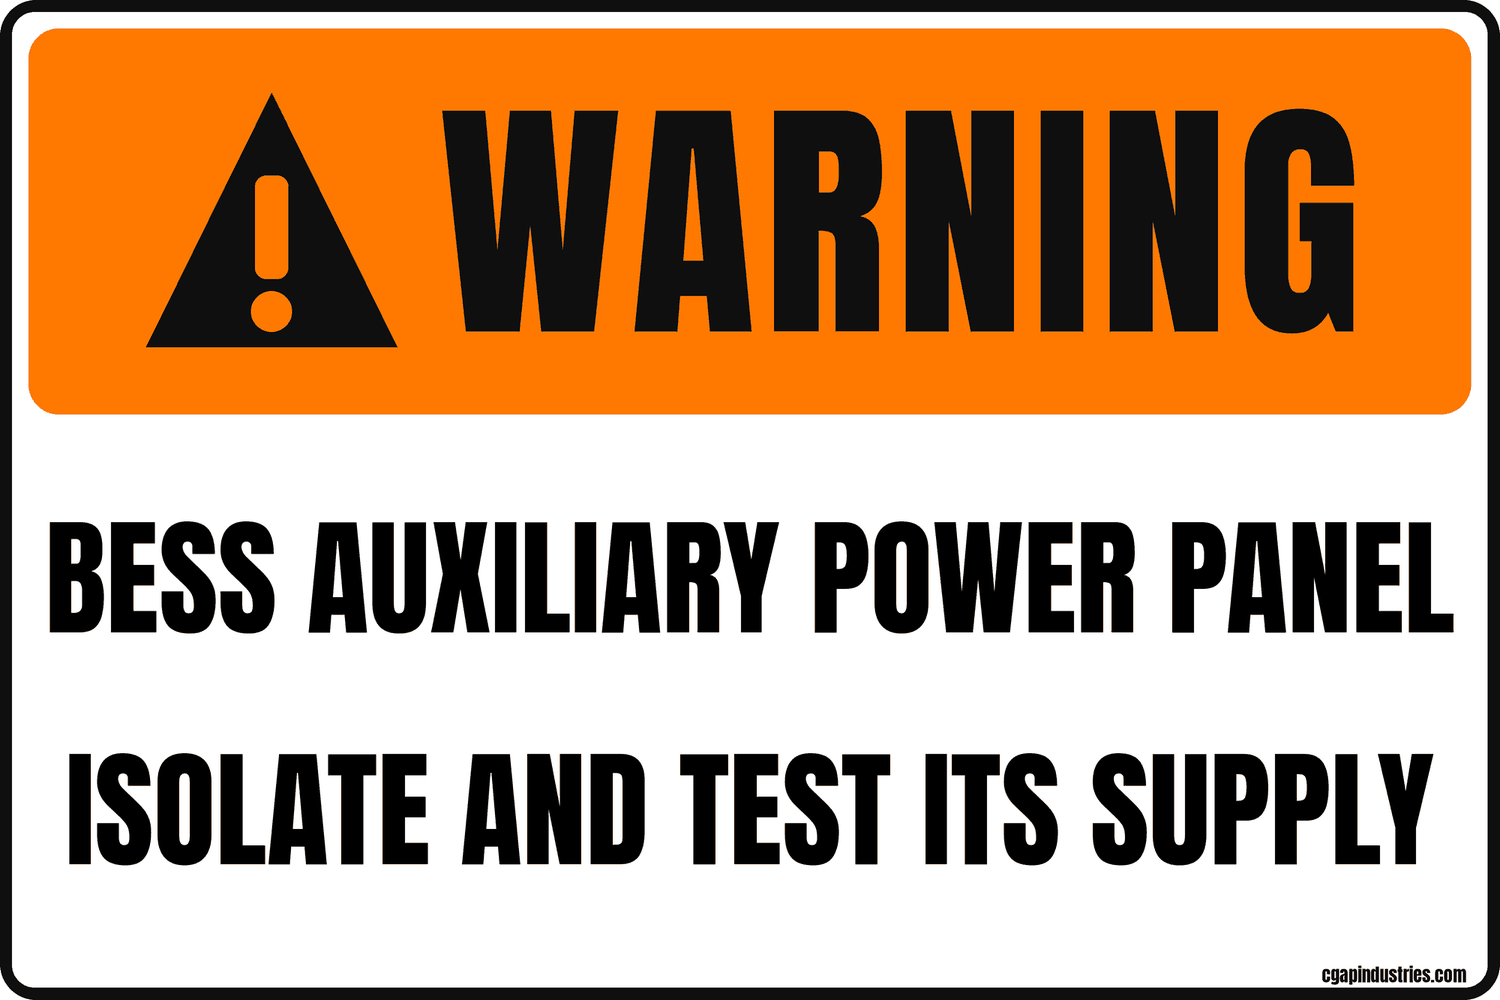 WARNING
BESS AUXILIARY POWER PANEL
ISOLATE AND TEST ITS SUPPLY
cgapindustries.com